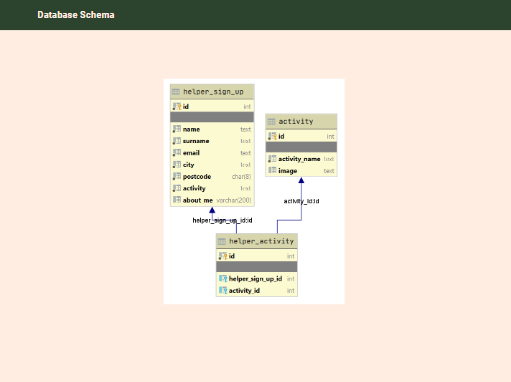 Database Schema
helper_sign_up
id int
name text
surname text
email text
city text
postcode char(8)
activity text
about_me varchar(200)
activity
id int
activity_name text
image text
activity_id:id
helper_sign_up_id:id
helper_activity
id int
helper_sign_up_id int
activity_id int